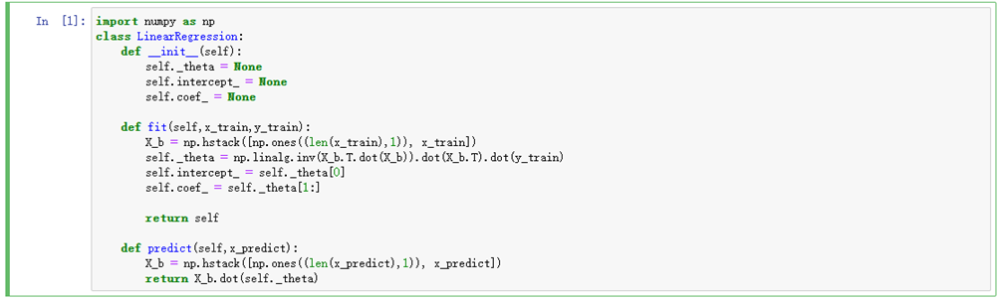 In [1]: import numpy as np
class LinearRegression:
    def __init__(self):
        self._theta = None
        self.intercept_ = None
        self.coef_ = None

    def fit(self,x_train,y_train):
        X_b = np.hstack([np.ones((len(x_train),1)), x_train])
        self._theta = np.linalg.inv(X_b.T.dot(X_b)).dot(X_b.T).dot(y_train)
        self.intercept_ = self._theta[0]
        self.coef_ = self._theta[1:]

        return self

    def predict(self,x_predict):
        X_b = np.hstack([np.ones((len(x_predict),1)), x_predict])
        return X_b.dot(self._theta)